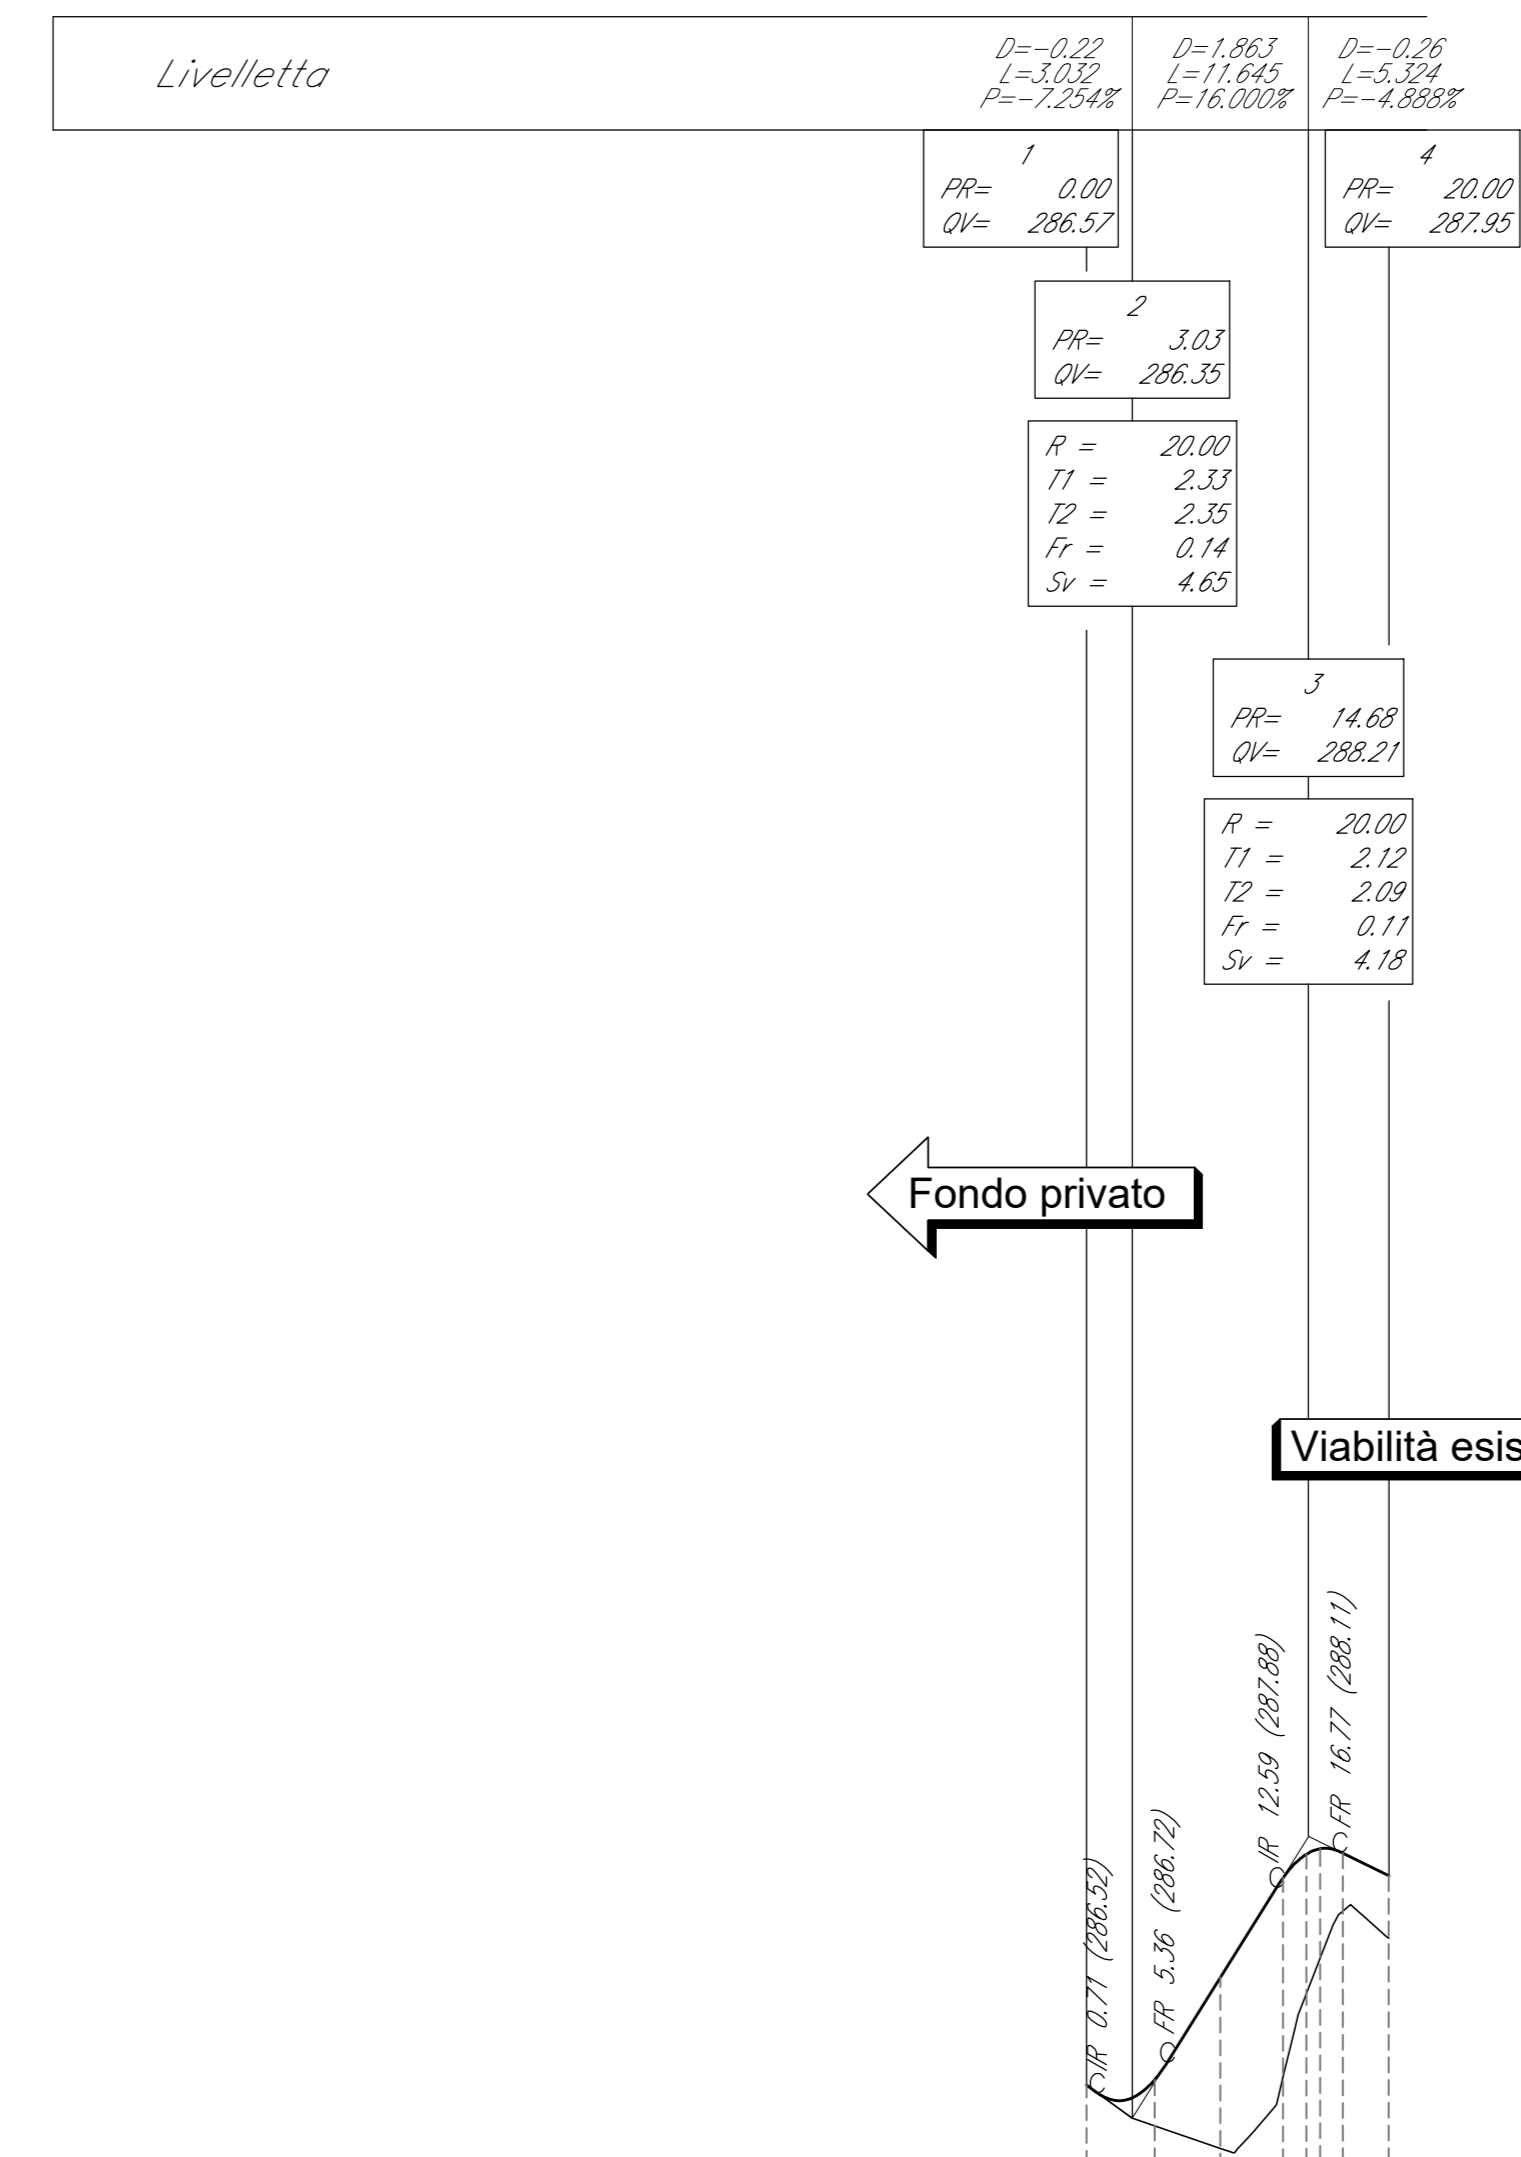 Livelletta
D=-0.22
L=3.032
P=-7.254%
D=1.863
L=11.645
P=16.000%
D=-0.26
L=5.324
P=-4.888%
1
PR= 0.00
QV= 286.57
4
PR= 20.00
QV= 287.95
2
PR= 3.03
QV= 286.35
R = 20.00
T1 = 2.33
T2 = 2.35
Fr = 0.14
Sv = 4.65
3
PR= 14.68
QV= 288.21
R = 20.00
T1 = 2.12
T2 = 2.09
Fr = 0.11
Sv = 4.18
Fondo privato
Viabilità esis
IR 0.71 (286.52)
FR 5.36 (286.72)
IR 12.59 (287.88)
FR 16.77 (288.11)